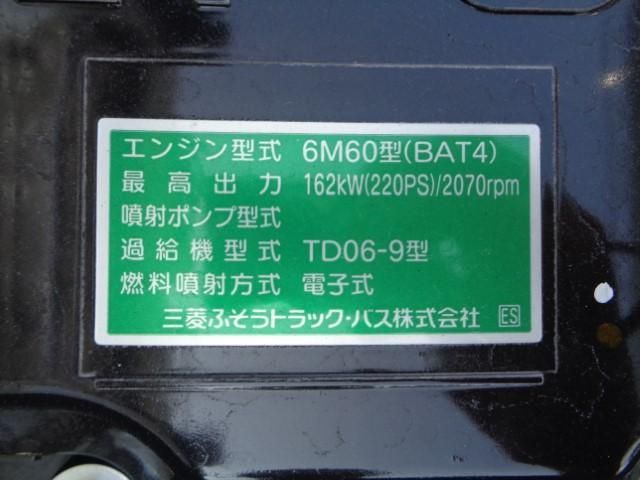 エンジン型式 6M60型(BAT4)
最高出力 162kW(220PS)/2070rpm
噴射ポンプ型式
過給機型式 TD06-9型
燃料噴射方式 電子式
三菱ふそうトラック・バス株式会社 ES